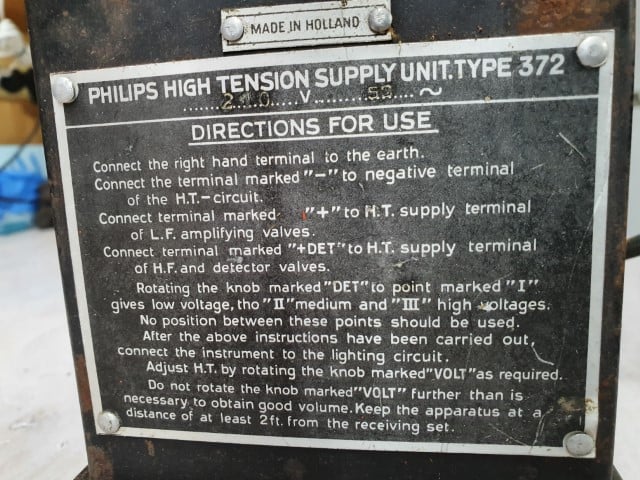 MADE IN HOLLAND
PHILIPS HIGH TENSION SUPPLY UNIT. TYPE 372
V ~
DIRECTIONS FOR USE
Connect the right hand terminal to the earth.
Connect the terminal marked "–" to negative terminal
of the H.T.–circuit.
Connect terminal marked "+" to H.T. supply terminal
of L.F. amplifying valves.
Connect terminal marked "+DET" to H.T. supply terminal
of H.F. and detector valves.
Rotating the knob marked "DET" to point marked "I"
gives low voltage, tho "II" medium and "III" high voltages.
No position between these points should be used.
After the above instructions have been carried out,
connect the instrument to the lighting circuit.
Adjust H.T. by rotating the knob marked "VOLT" as required.
Do not rotate the knob marked "VOLT" further than is
necessary to obtain good volume. Keep the apparatus at a
distance of at least 2 ft. from the receiving set.